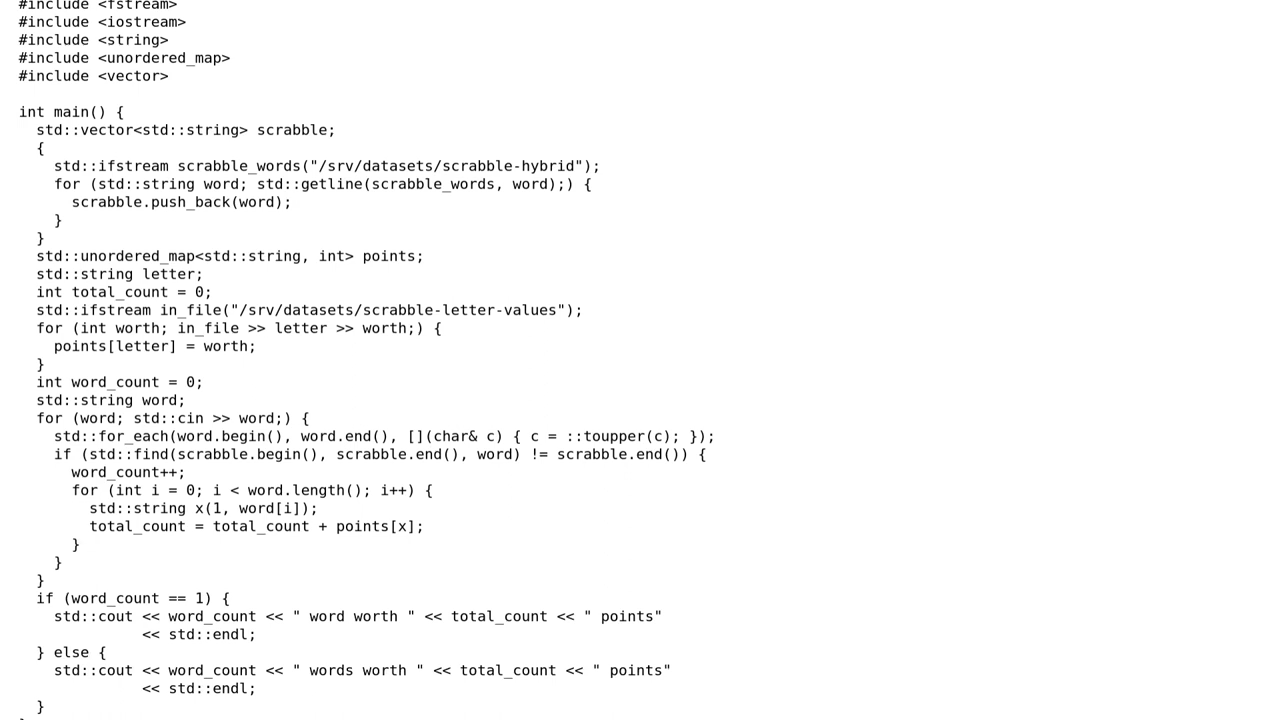 #include <fstream>
#include <iostream>
#include <string>
#include <unordered_map>
#include <vector>

int main() {
  std::vector<std::string> scrabble;
  {
    std::ifstream scrabble_words("/srv/datasets/scrabble-hybrid");
    for (std::string word; std::getline(scrabble_words, word);) {
      scrabble.push_back(word);
    }
  }
  std::unordered_map<std::string, int> points;
  std::string letter;
  int total_count = 0;
  std::ifstream in_file("/srv/datasets/scrabble-letter-values");
  for (int worth; in_file >> letter >> worth;) {
    points[letter] = worth;
  }
  int word_count = 0;
  std::string word;
  for (word; std::cin >> word;) {
    std::for_each(word.begin(), word.end(), [](char& c) { c = ::toupper(c); });
    if (std::find(scrabble.begin(), scrabble.end(), word) != scrabble.end()) {
      word_count++;
      for (int i = 0; i < word.length(); i++) {
        std::string x(1, word[i]);
        total_count = total_count + points[x];
      }
    }
  }
  if (word_count == 1) {
    std::cout << word_count << " word worth " << total_count << " points"
              << std::endl;
  } else {
    std::cout << word_count << " words worth " << total_count << " points"
              << std::endl;
  }